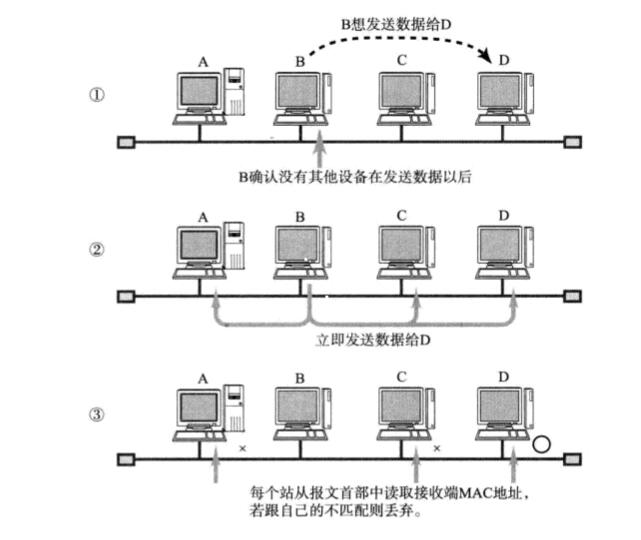 B想发送数据给D
A B C D
①
B确认没有其他设备在发送数据以后
A B C D
②
立即发送数据给D
A B C D
③
× ×
每个站从报文首部中读取接收端MAC地址，
若跟自己的不匹配则丢弃。